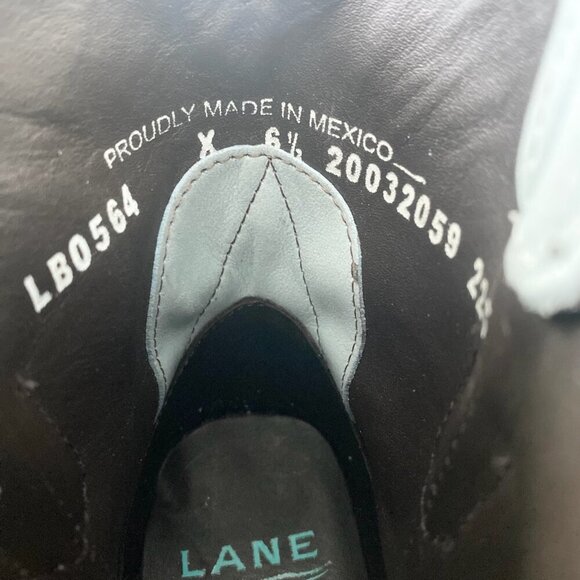 PROUDLY MADE IN MEXICO
LB0564 X 6½ 20032059
LANE